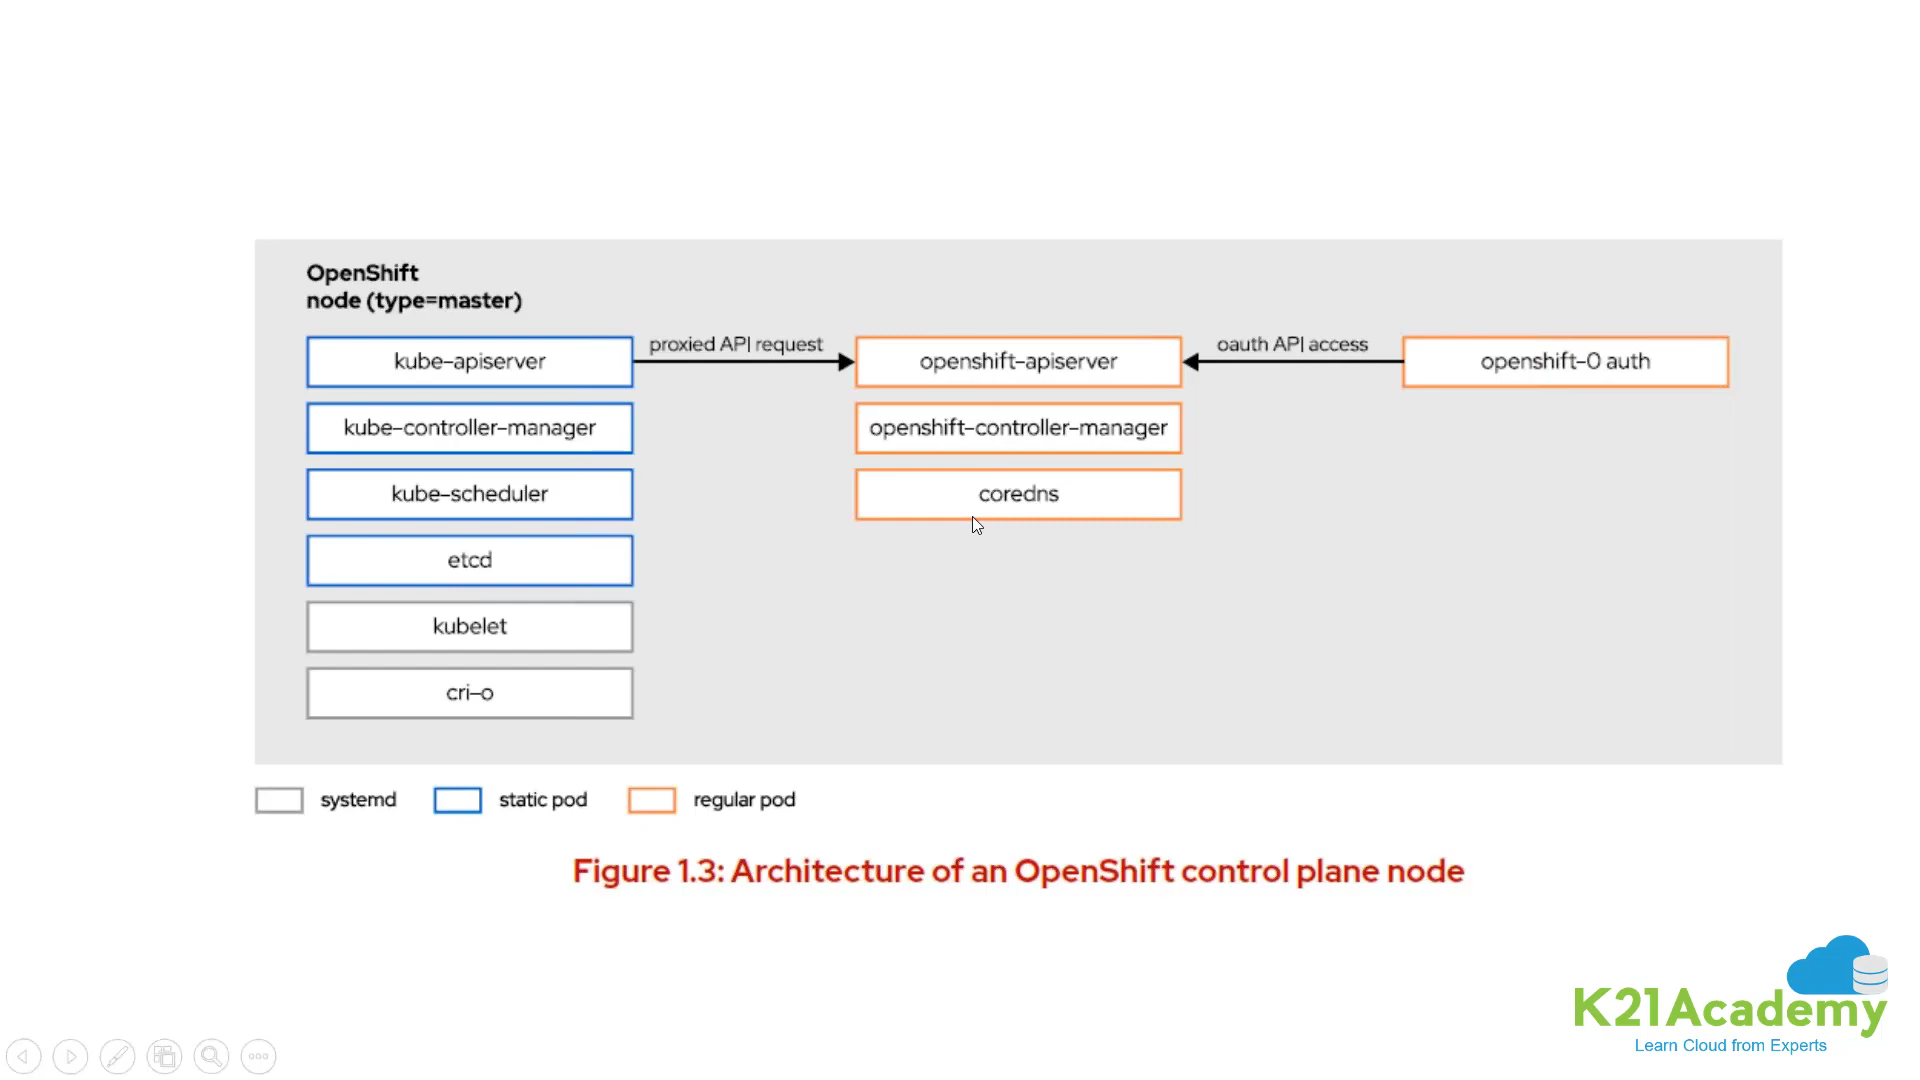 OpenShift
node (type=master)
kube-apiserver
proxied API request
openshift-apiserver
oauth API access
openshift-O auth
kube-controller-manager
openshift-controller-manager
kube-scheduler
coredns
etcd
kubelet
cri-o
systemd
static pod
regular pod
Figure 1.3: Architecture of an OpenShift control plane node
K21Academy
Learn Cloud from Experts